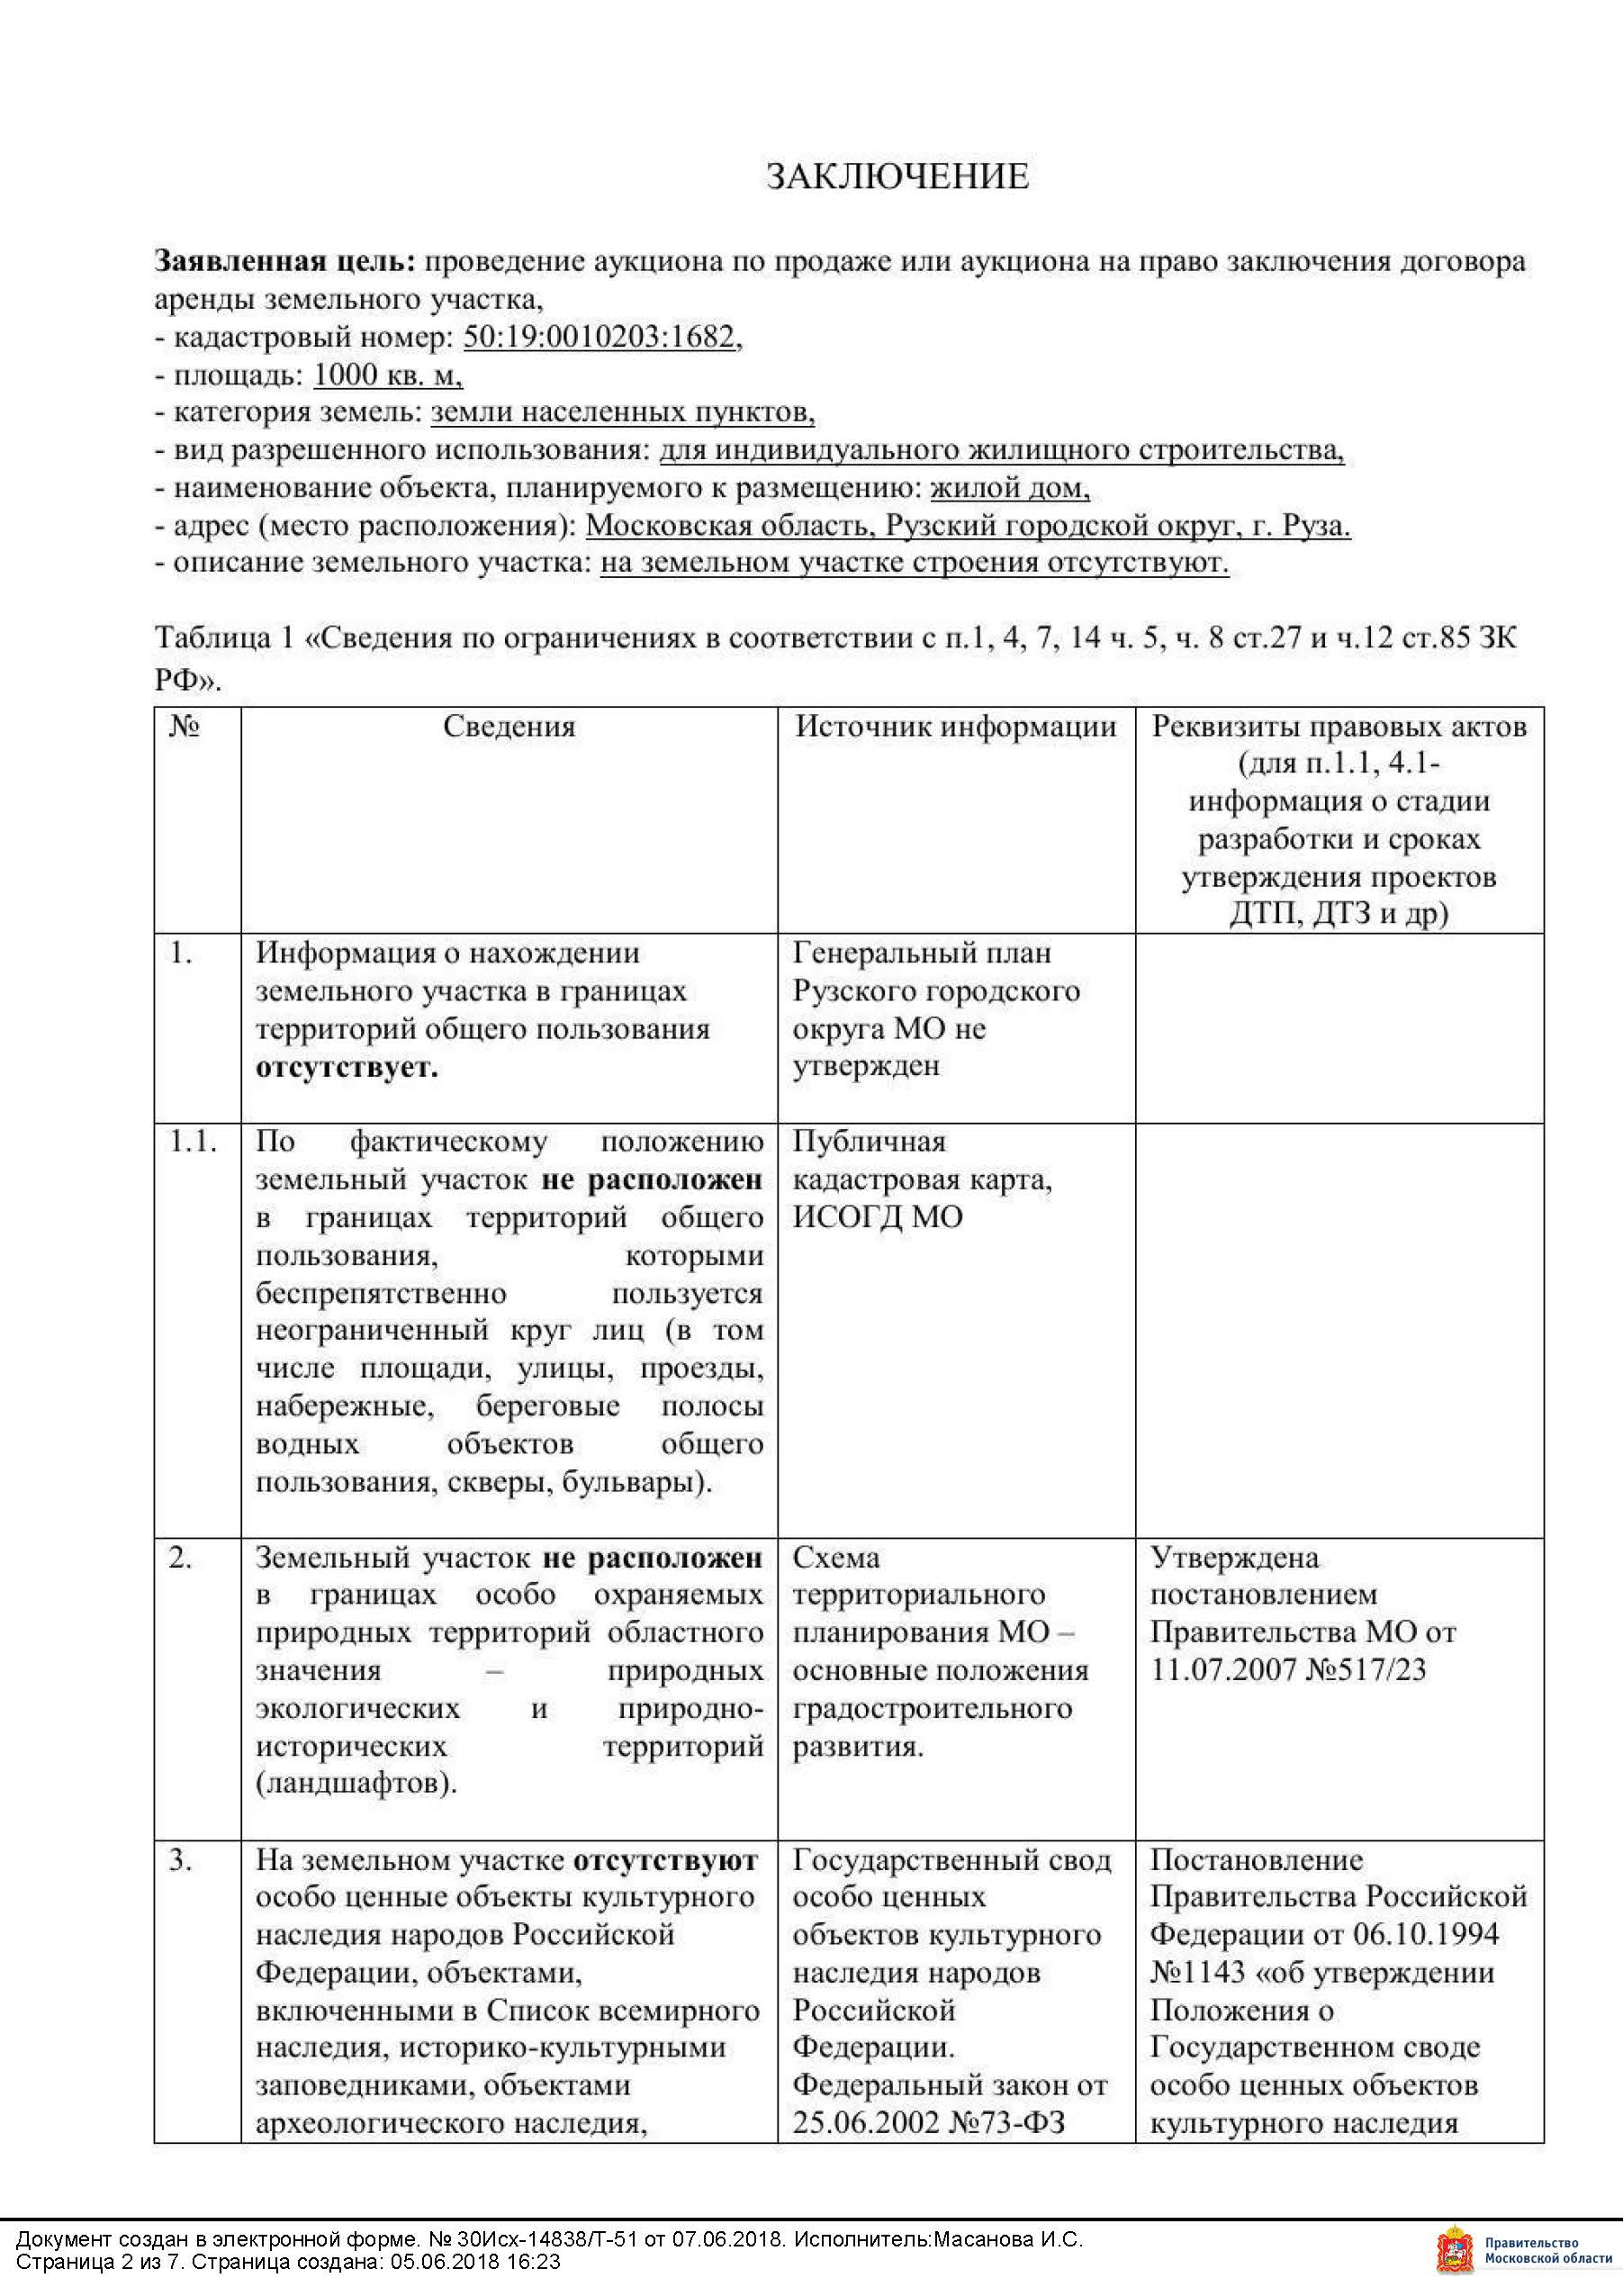 ЗАКЛЮЧЕНИЕ
Заявленная цель: проведение аукциона по продаже или аукциона на право заключения договора
аренды земельного участка,
- кадастровый номер: 50:19:0010203:1682,
- площадь: 1000 кв. м,
- категория земель: земли населенных пунктов,
- вид разрешенного использования: для индивидуального жилищного строительства,
- наименование объекта, планируемого к размещению: жилой дом,
- адрес (место расположения): Московская область, Рузский городской округ, г. Руза.
- описание земельного участка: на земельном участке строения отсутствуют.
Таблица 1 «Сведения по ограничениях в соответствии с п.1, 4, 7, 14 ч. 5, ч. 8 ст.27 и ч.12 ст.85 ЗК
РФ».
№
Сведения
Источник информации
Реквизиты правовых актов
(для п.1.1, 4.1-
информация о стадии
разработки и сроках
утверждения проектов
ДТП, ДТЗ и др)
1.
Информация о нахождении
земельного участка в границах
территорий общего пользования
отсутствует.
Генеральный план
Рузского городского
округа МО не
утвержден
1.1.
По фактическому положению
земельный участок не расположен
в границах территорий общего
пользования, которыми
беспрепятственно пользуется
неограниченный круг лиц (в том
числе площади, улицы, проезды,
набережные, береговые полосы
водных объектов общего
пользования, скверы, бульвары).
Публичная
кадастровая карта,
ИСОГД МО
2.
Земельный участок не расположен
в границах особо охраняемых
природных территорий областного
значения – природных
экологических и природно-
исторических территорий
(ландшафтов).
Схема
территориального
планирования МО –
основные положения
градостроительного
развития.
Утверждена
постановлением
Правительства МО от
11.07.2007 №517/23
3.
На земельном участке отсутствуют
особо ценные объекты культурного
наследия народов Российской
Федерации, объектами,
включенными в Список всемирного
наследия, историко-культурными
заповедниками, объектами
археологического наследия,
Государственный свод
особо ценных
объектов культурного
наследия народов
Российской
Федерации.
Федеральный закон от
25.06.2002 №73-ФЗ
Постановление
Правительства Российской
Федерации от 06.10.1994
№1143 «об утверждении
Положения о
Государственном своде
особо ценных объектов
культурного наследия
Документ создан в электронной форме. № 30Исх-14838/Т-51 от 07.06.2018. Исполнитель:Масанова И.С.
Страница 2 из 7. Страница создана: 05.06.2018 16:23
Правительство
Московской области